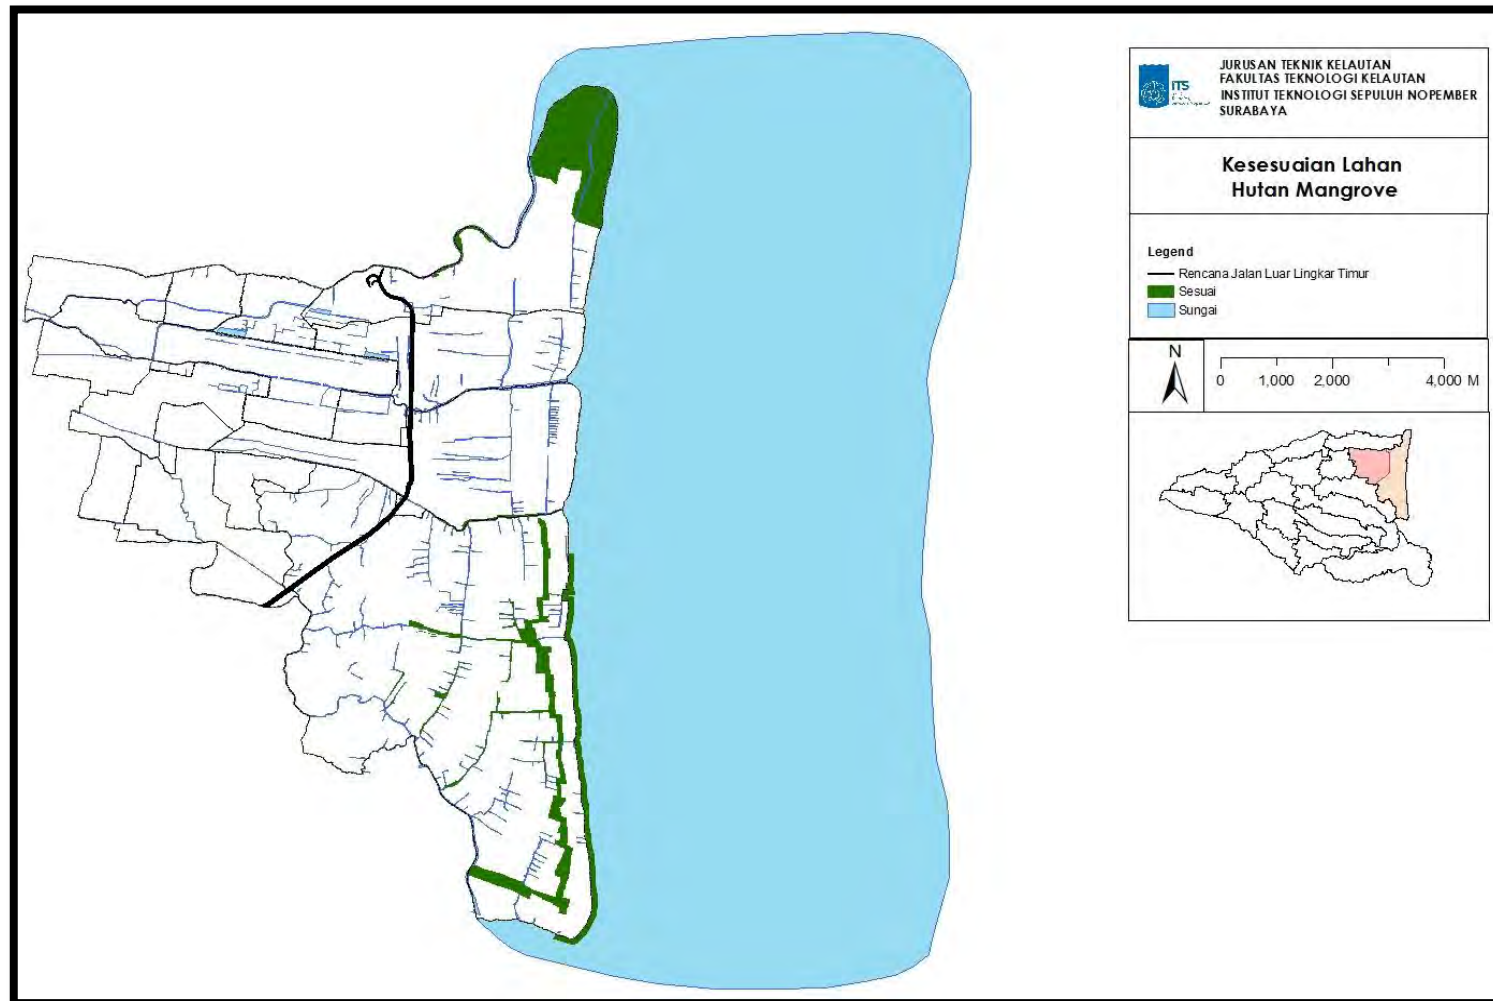 JURUSAN TEKNIK KELAUTAN
FAKULTAS TEKNOLOGI KELAUTAN
ITS
INSTITUT TEKNOLOGI SEPULUH NOPEMBER
SURABAYA
Kesesuaian Lahan
Hutan Mangrove
Legend
Rencana Jalan Luar Lingkar Timur
Sesuai
Sungai
N
0 1,000 2,000 4,000 M